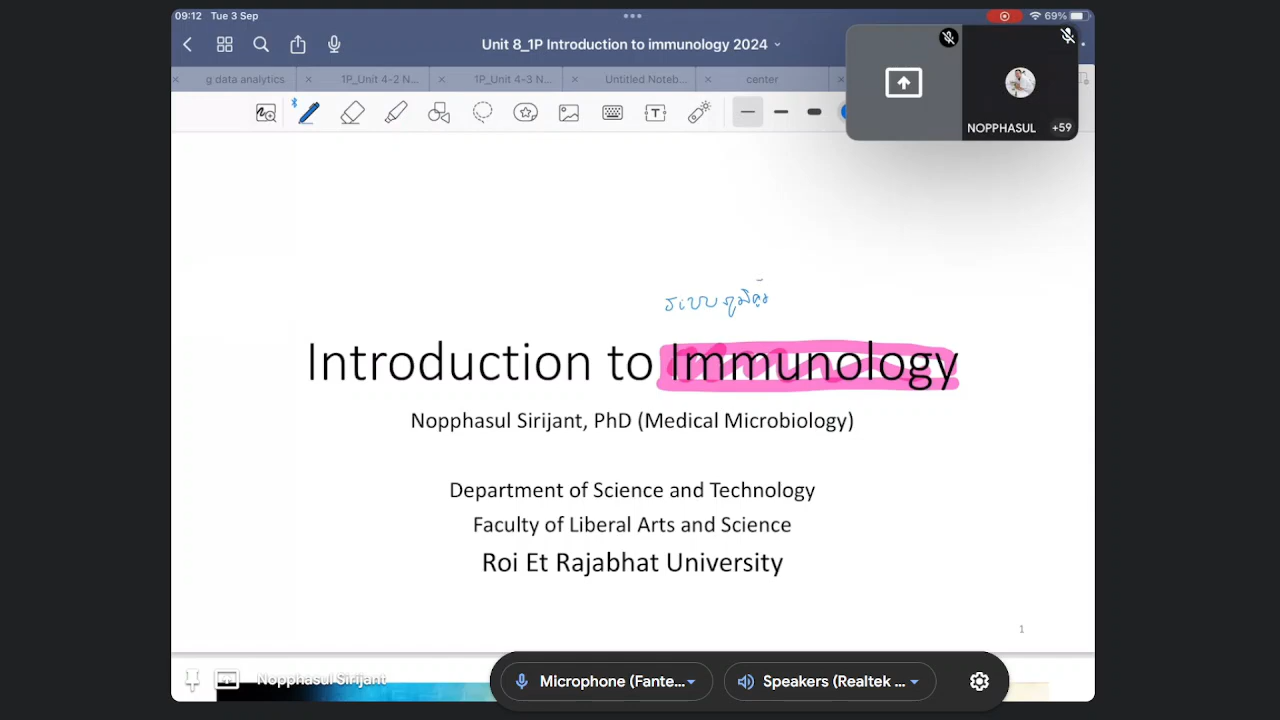 09:12 Tue 3 Sep
69%
Unit 8_1P Introduction to immunology 2024
g data analytics
1P_Unit 4-2 N...
1P_Unit 4-3 N...
Untitled Noteb...
center
NOPPHASUL +59
ระบบภูมิคุ้ม
Introduction to Immunology
Nopphasul Sirijant, PhD (Medical Microbiology)
Department of Science and Technology
Faculty of Liberal Arts and Science
Roi Et Rajabhat University
1
Nopphasul Sirijant
Microphone (Fante...
Speakers (Realtek ...